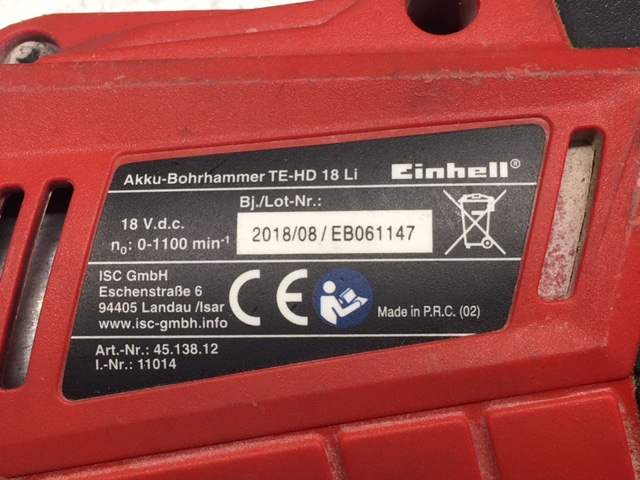 Akku-Bohrhammer TE-HD 18 Li
Einhell®
18 V.d.c.
n₀: 0-1100 min⁻¹
Bj./Lot-Nr.:
2018/08/EB061147
ISC GmbH
Eschenstraße 6
94405 Landau /Isar
www.isc-gmbh.info
CE
Made in P.R.C. (02)
Art.-Nr.: 45.138.12
I.-Nr.: 11014